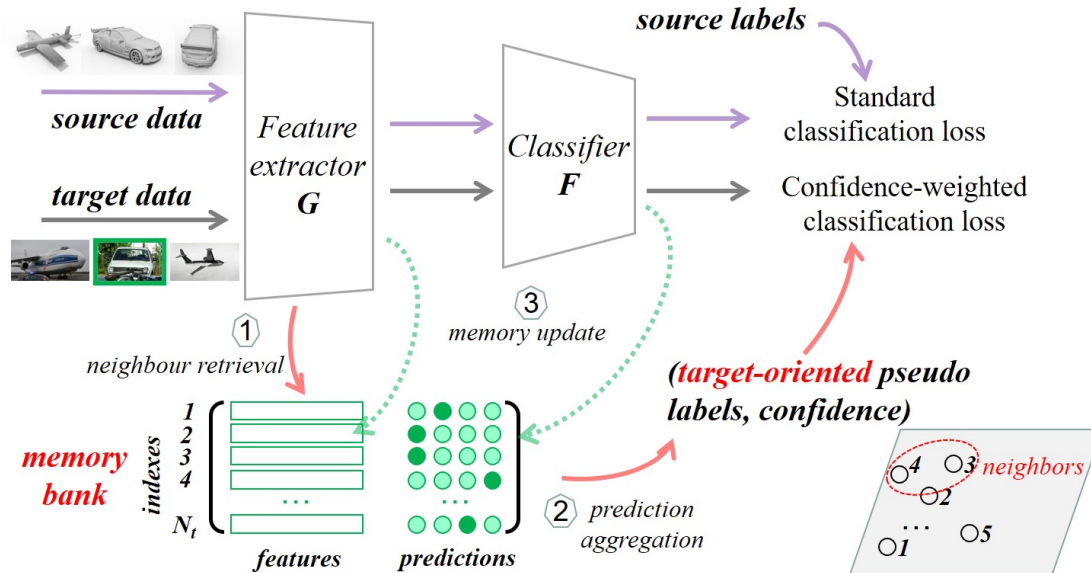 source labels
source data
Feature
extractor
G
Classifier
F
Standard
classification loss
target data
Confidence-weighted
classification loss
1
neighbour retrieval
3
memory update
(target-oriented pseudo
labels, confidence)
memory
bank
indexes
1
2
3
4
...
Nt
features
predictions
2
prediction
aggregation
4
3
neighbors
2
...
1
5